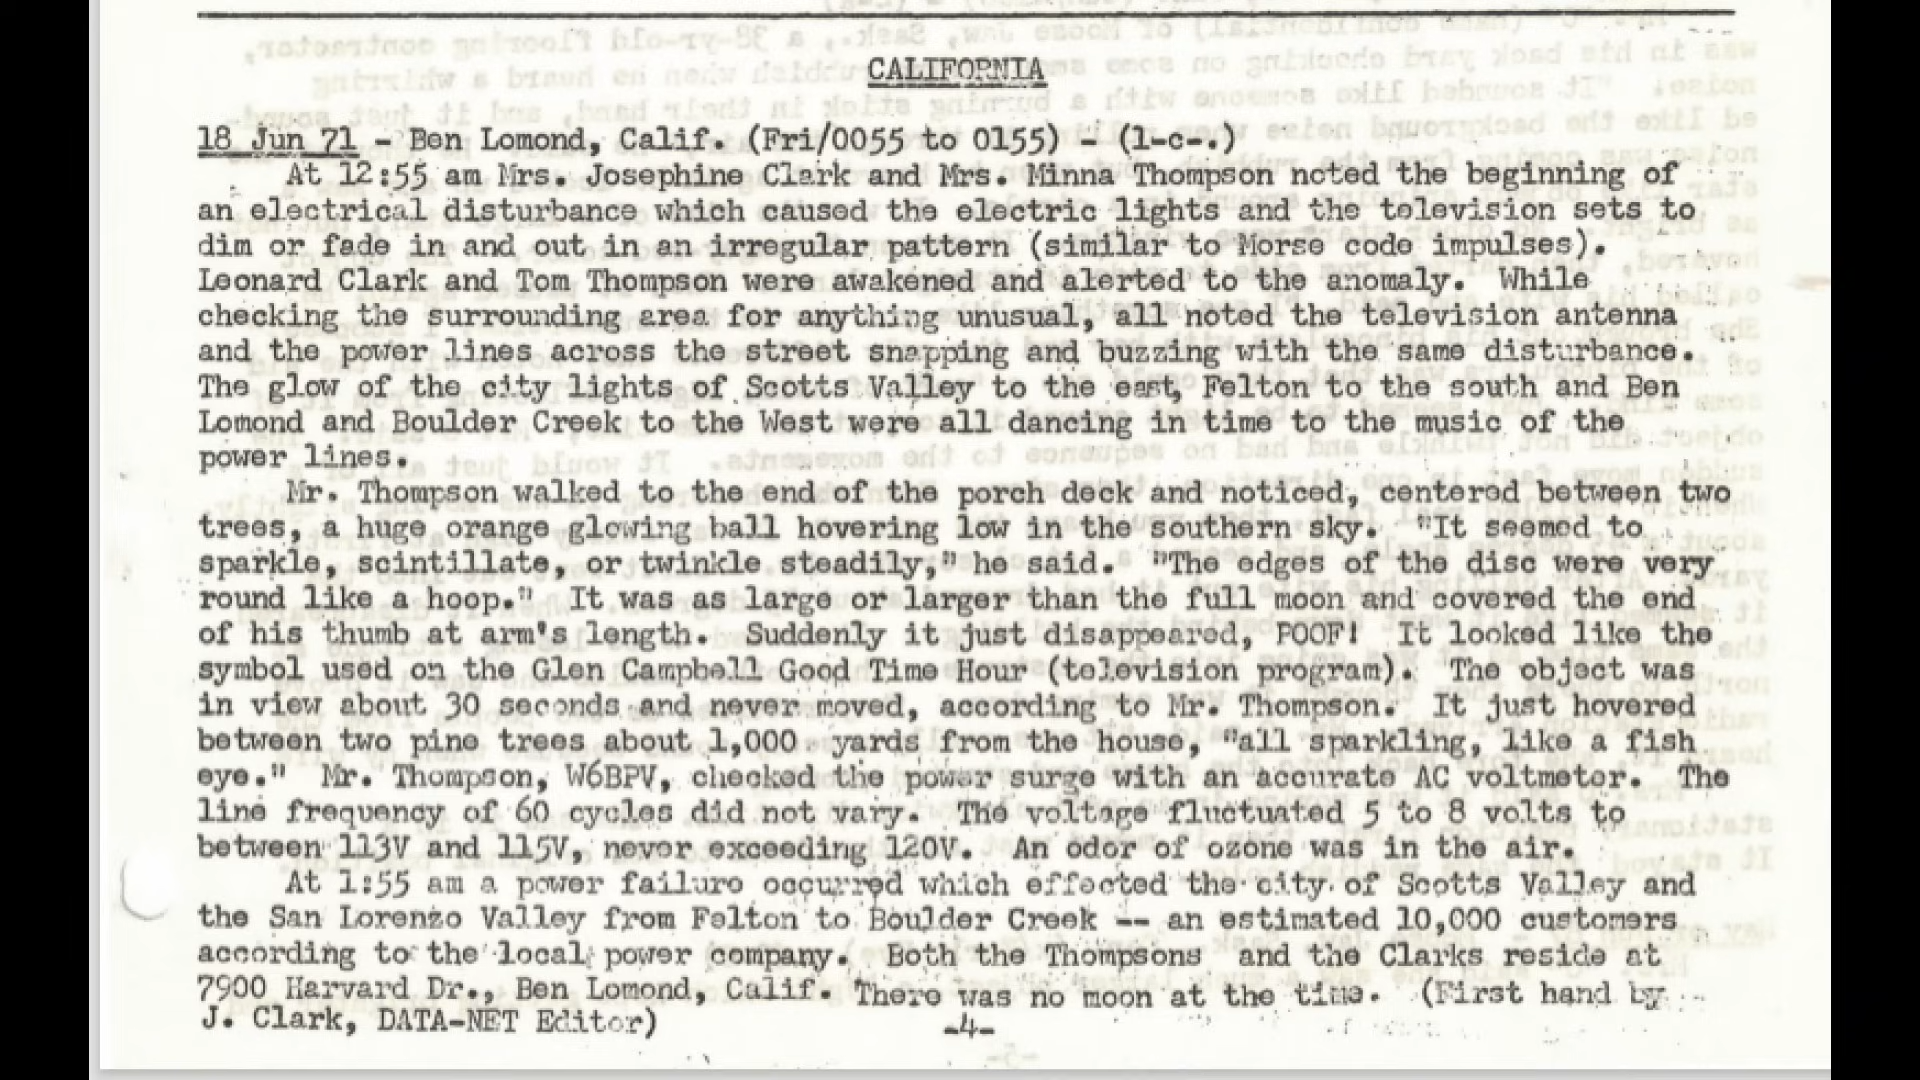 CALIFORNIA
18 Jun 71 - Ben Lomond, Calif. (Fri/0055 to 0155) - (1-c-.)
At 12:55 am Mrs. Josephine Clark and Mrs. Minna Thompson noted the beginning of
an electrical disturbance which caused the electric lights and the television sets to
dim or fade in and out in an irregular pattern (similar to Morse code impulses).
Leonard Clark and Tom Thompson were awakened and alerted to the anomaly. While
checking the surrounding area for anything unusual, all noted the television antenna
and the power lines across the street snapping and buzzing with the same disturbance.
The glow of the city lights of Scotts Valley to the east, Felton to the south and Ben
Lomond and Boulder Creek to the West were all dancing in time to the music of the
power lines.
Mr. Thompson walked to the end of the porch deck and noticed, centered between two
trees, a huge orange glowing ball hovering low in the southern sky. "It seemed to
sparkle, scintillate, or twinkle steadily," he said. "The edges of the disc were very
round like a hoop." It was as large or larger than the full moon and covered the end
of his thumb at arm's length. Suddenly it just disappeared, POOF! It looked like the
symbol used on the Glen Campbell Good Time Hour (television program). The object was
in view about 30 seconds and never moved, according to Mr. Thompson. It just hovered
between two pine trees about 1,000 yards from the house, "all sparkling, like a fish
eye." Mr. Thompson, W6BPV, checked the power surge with an accurate AC voltmeter. The
line frequency of 60 cycles did not vary. The voltage fluctuated 5 to 8 volts to
between 113V and 115V, never exceeding 120V. An odor of ozone was in the air.
At 1:55 am a power failure occurred which effected the city of Scotts Valley and
the San Lorenzo Valley from Felton to Boulder Creek -- an estimated 10,000 customers
according to the local power company. Both the Thompsons and the Clarks reside at
7900 Harvard Dr., Ben Lomond, Calif. There was no moon at the time. (First hand by
J. Clark, DATA-NET Editor)
-4-